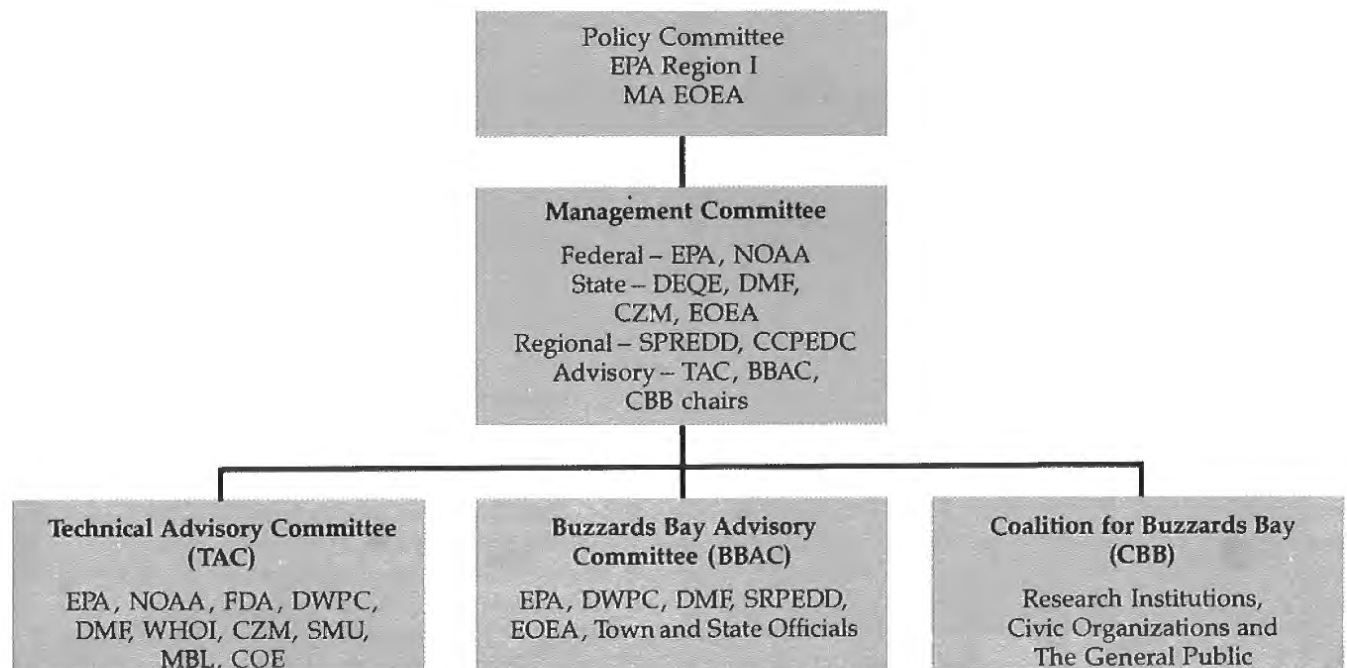 Policy Committee
EPA Region I
MA EOEA
Management Committee
Federal – EPA, NOAA
State – DEQE, DMF,
CZM, EOEA
Regional – SPREDD, CCPEDC
Advisory – TAC, BBAC,
CBB chairs
Technical Advisory Committee
(TAC)
EPA, NOAA, FDA, DWPC,
DMF, WHOI, CZM, SMU,
MBL, COE
Buzzards Bay Advisory
Committee (BBAC)
EPA, DWPC, DMF, SRPEDD,
EOEA, Town and State Officials
Coalition for Buzzards Bay
(CBB)
Research Institutions,
Civic Organizations and
The General Public